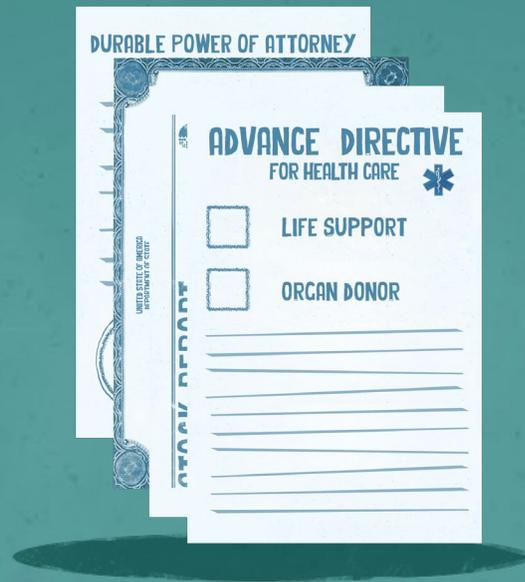 DURABLE POWER OF ATTORNEY
UNITED STATE OF AMERICA
DEPARTMENT OF STATE
STOCK REPORT
ADVANCE DIRECTIVE
FOR HEALTH CARE
LIFE SUPPORT
ORGAN DONOR